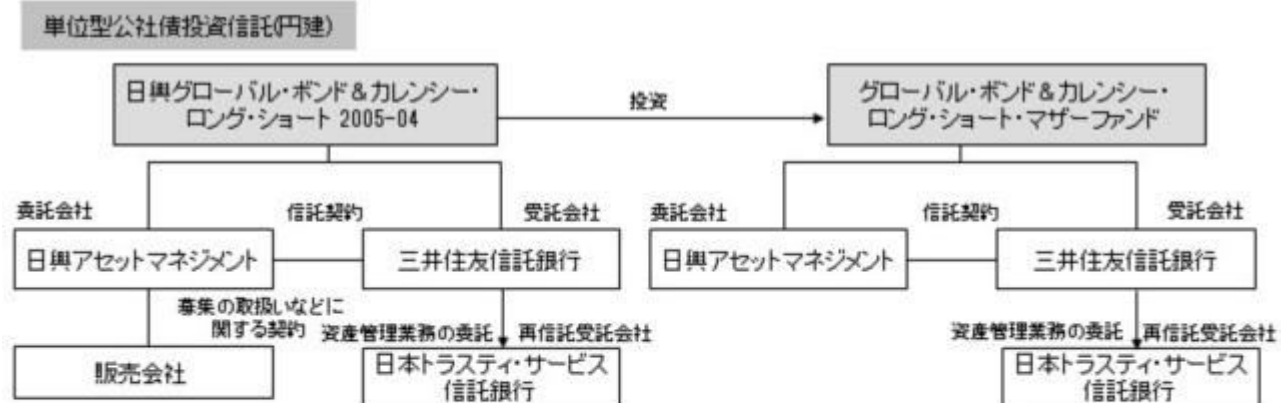 単位型公社債投資信託(円建)
日興グローバル・ボンド&カレンシー・
ロング・ショート 2005-04
投資
グローバル・ボンド&カレンシー・
ロング・ショート・マザーファンド
委託会社
信託契約
受託会社
委託会社
信託契約
受託会社
日興アセットマネジメント
三井住友信託銀行
日興アセットマネジメント
三井住友信託銀行
募集の取扱いなどに
関する契約
資産管理業務の委託
再信託受託会社
資産管理業務の委託
再信託受託会社
販売会社
日本トラスティ・サービス
信託銀行
日本トラスティ・サービス
信託銀行